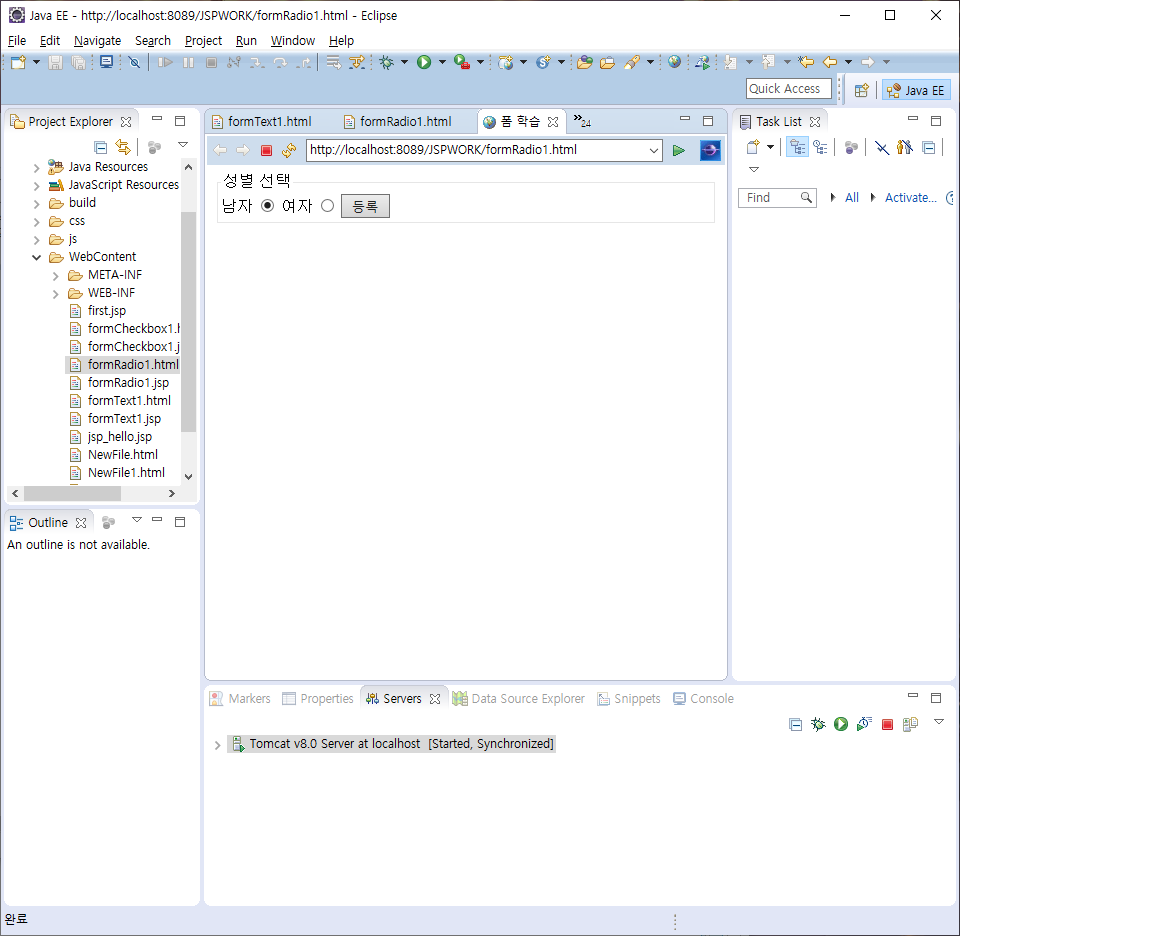 Java EE - http://localhost:8089/JSPWORK/formRadio1.html - Eclipse
File Edit Navigate Search Project Run Window Help
Quick Access
Java EE
Project Explorer
Java Resources
JavaScript Resources
build
css
js
WebContent
META-INF
WEB-INF
first.jsp
formCheckbox1.h
formCheckbox1.j
formRadio1.html
formRadio1.jsp
formText1.html
formText1.jsp
jsp_hello.jsp
NewFile.html
NewFile1.html
Outline
An outline is not available.
formText1.html formRadio1.html 폼 학습 »24
http://localhost:8089/JSPWORK/formRadio1.html
성별 선택
남자 여자 등록
Task List
Find All Activate...
Markers Properties Servers Data Source Explorer Snippets Console
Tomcat v8.0 Server at localhost [Started, Synchronized]
완료